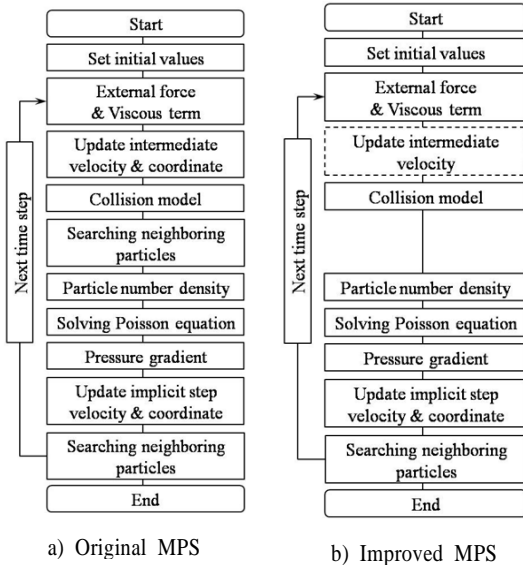 Start
Set initial values
External force
& Viscous term
Update intermediate
velocity & coordinate
Collision model
Searching neighboring
particles
Particle number density
Solving Poisson equation
Pressure gradient
Update implicit step
velocity & coordinate
Searching neighboring
particles
End
Next time step
a) Original MPS
Start
Set initial values
External force
& Viscous term
Update intermediate
velocity
Collision model
Particle number density
Solving Poisson equation
Pressure gradient
Update implicit step
velocity & coordinate
Searching neighboring
particles
End
Next time step
b) Improved MPS